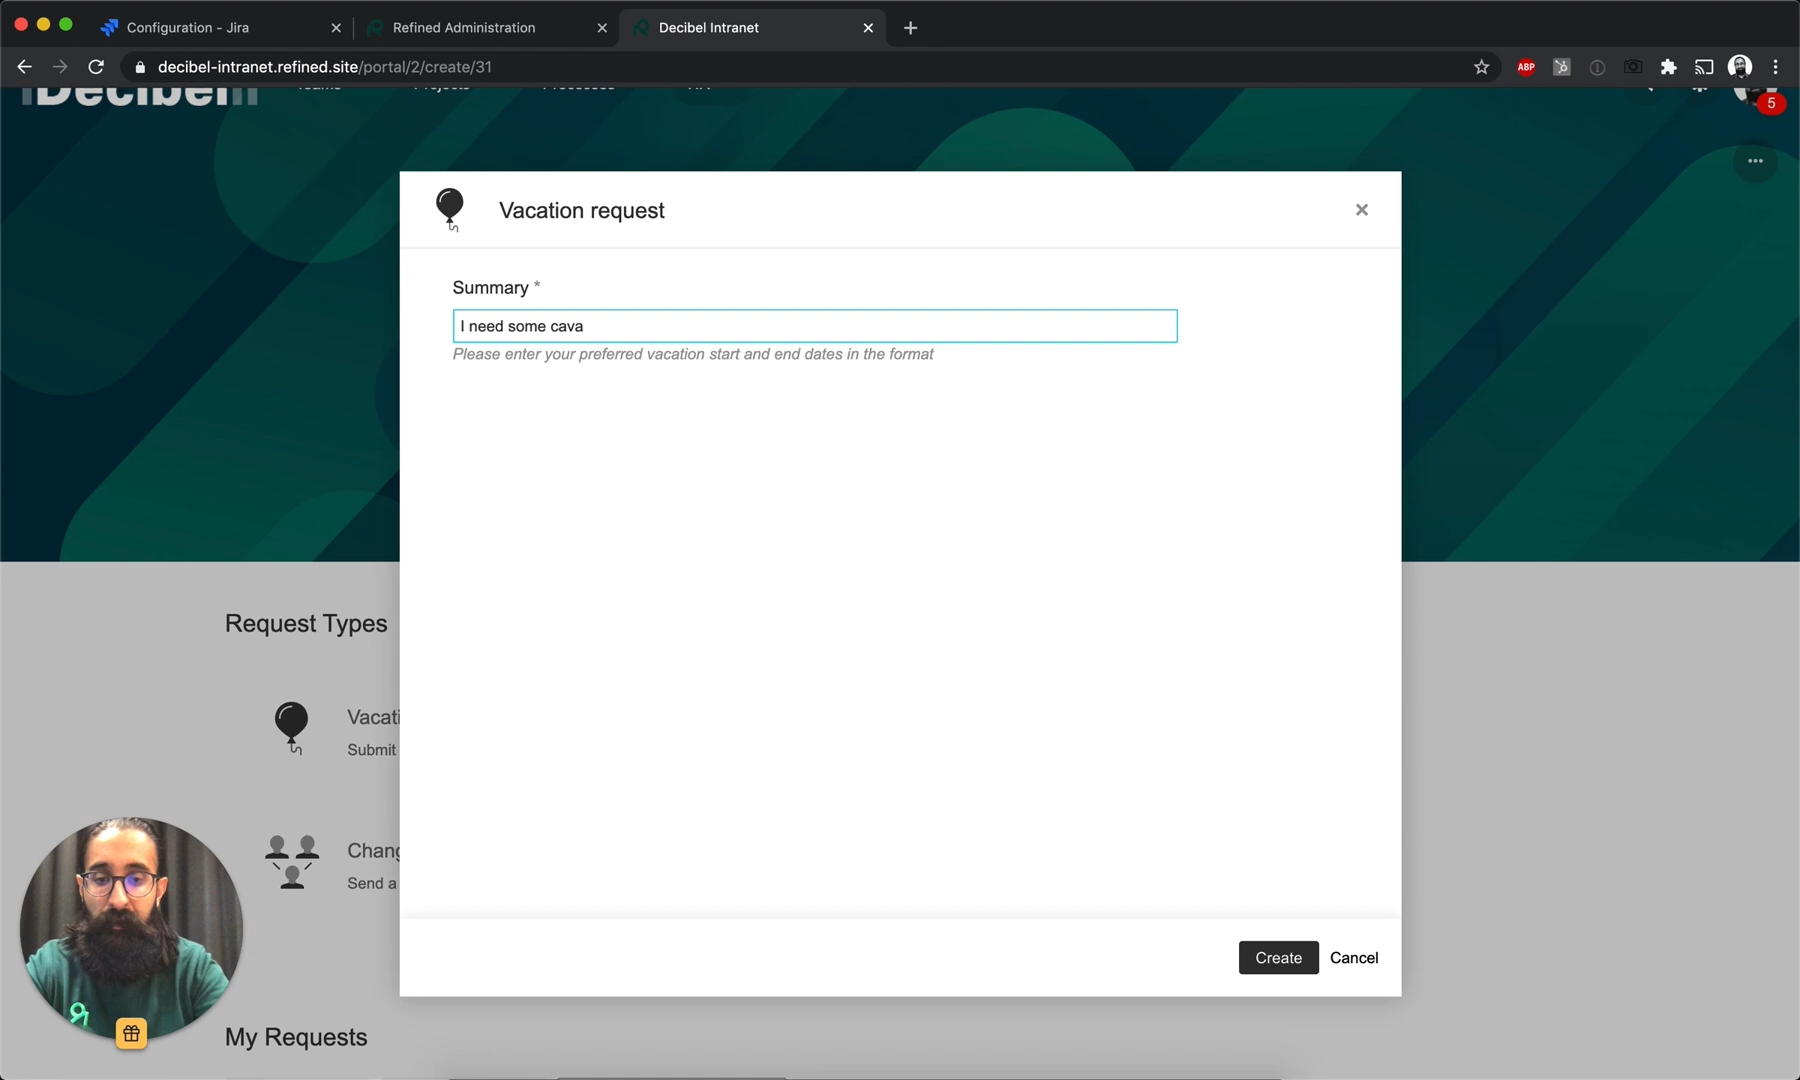 Configuration - Jira
Refined Administration
Decibel Intranet
decibel-intranet.refined.site/portal/2/create/31
ABP
Decibel
5
Vacation request
Summary *
I need some cava
Please enter your preferred vacation start and end dates in the format
Request Types
Vacati
Submit
Chang
Send a
Create Cancel
My Requests